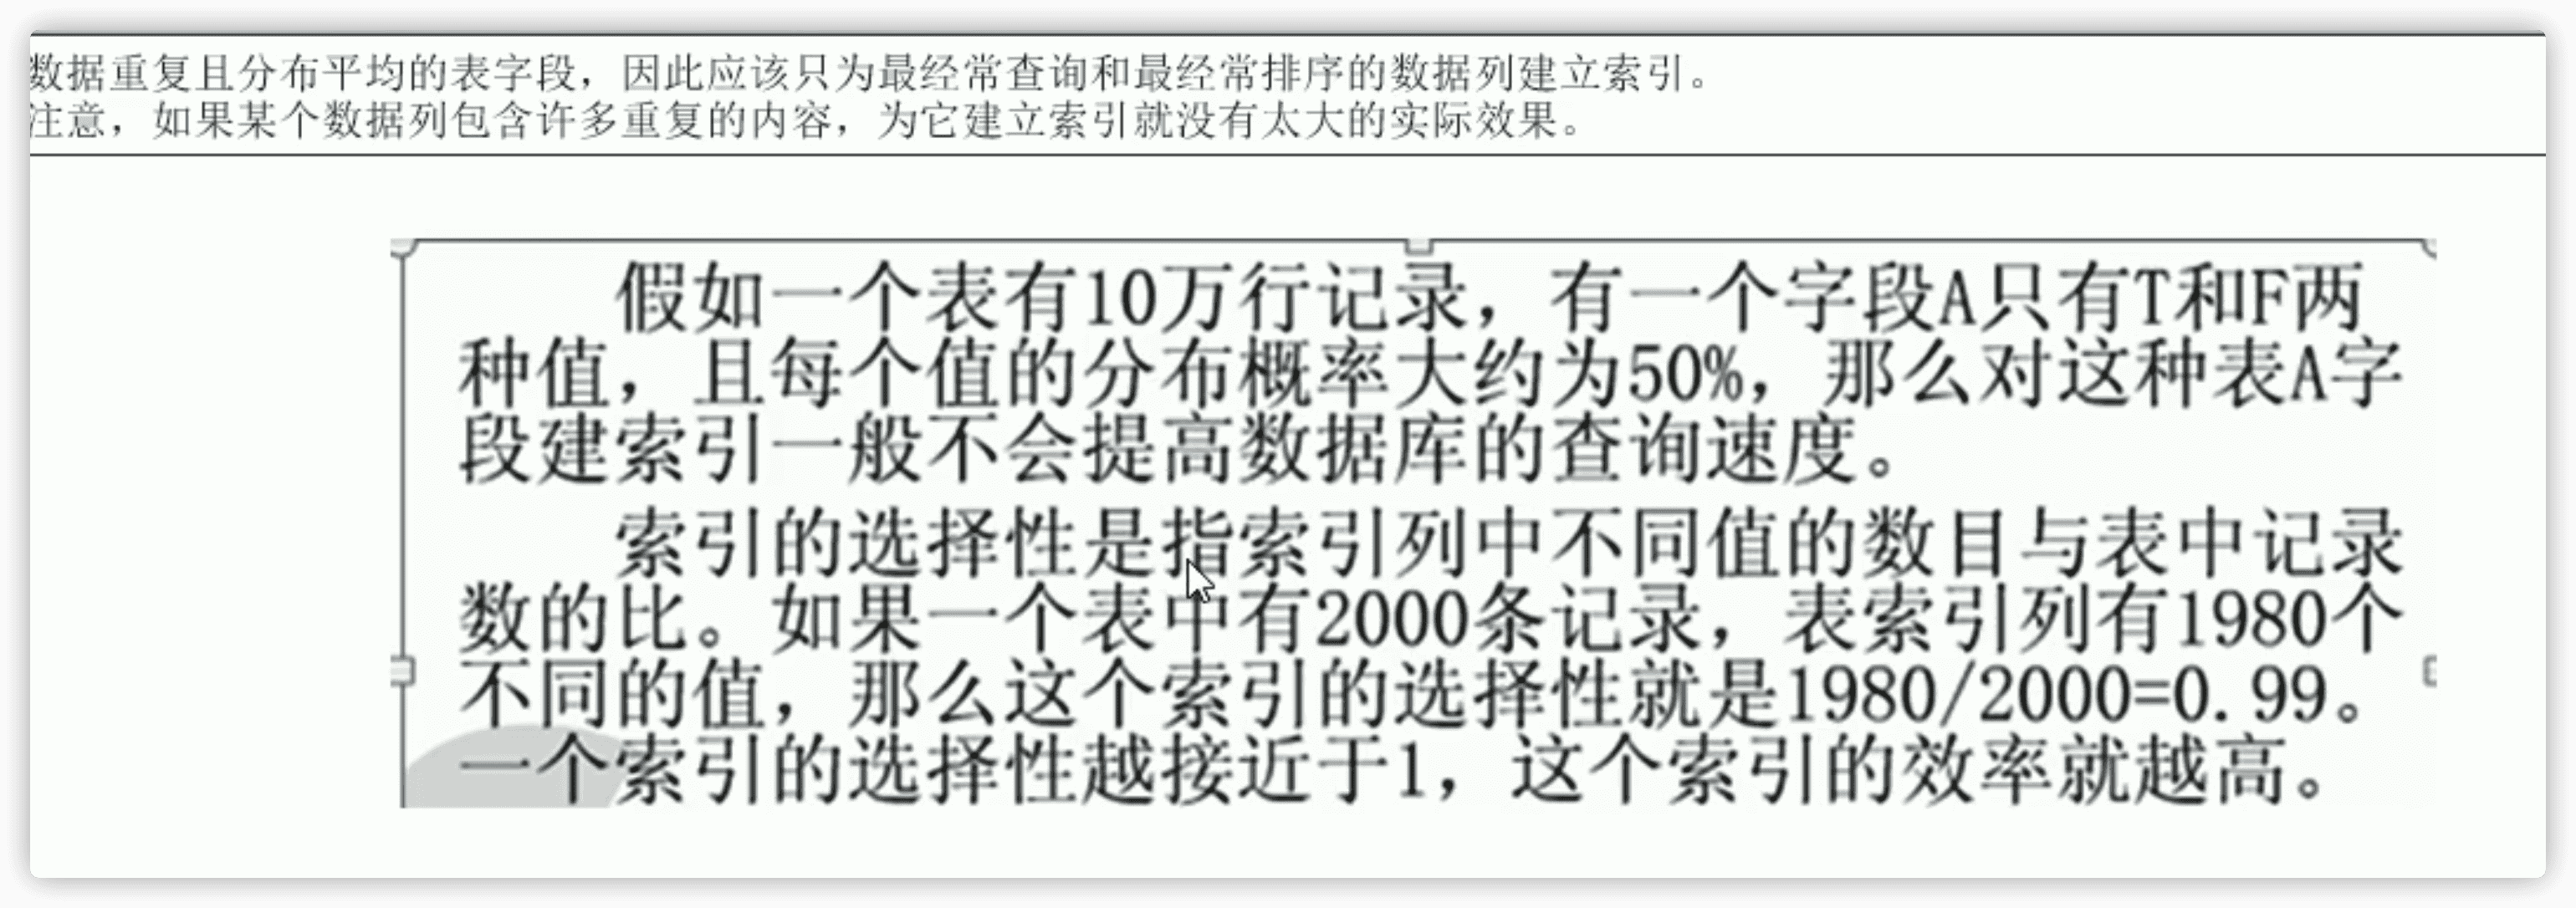 数据重复且分布平均的表字段，因此应该只为最经常查询和最经常排序的数据列建立索引。
注意，如果某个数据列包含许多重复的内容，为它建立索引就没有太大的实际效果。
假如一个表有10万行记录，有一个字段A只有T和F两
种值，且每个值的分布概率大约为50%，那么对这种表A字
段建索引一般不会提高数据库的查询速度。
索引的选择性是指索引列中不同值的数目与表中记录
数的比。如果一个表中有2000条记录，表索引列有1980个
不同的值，那么这个索引的选择性就是1980/2000=0.99。
一个索引的选择性越接近于1，这个索引的效率就越高。